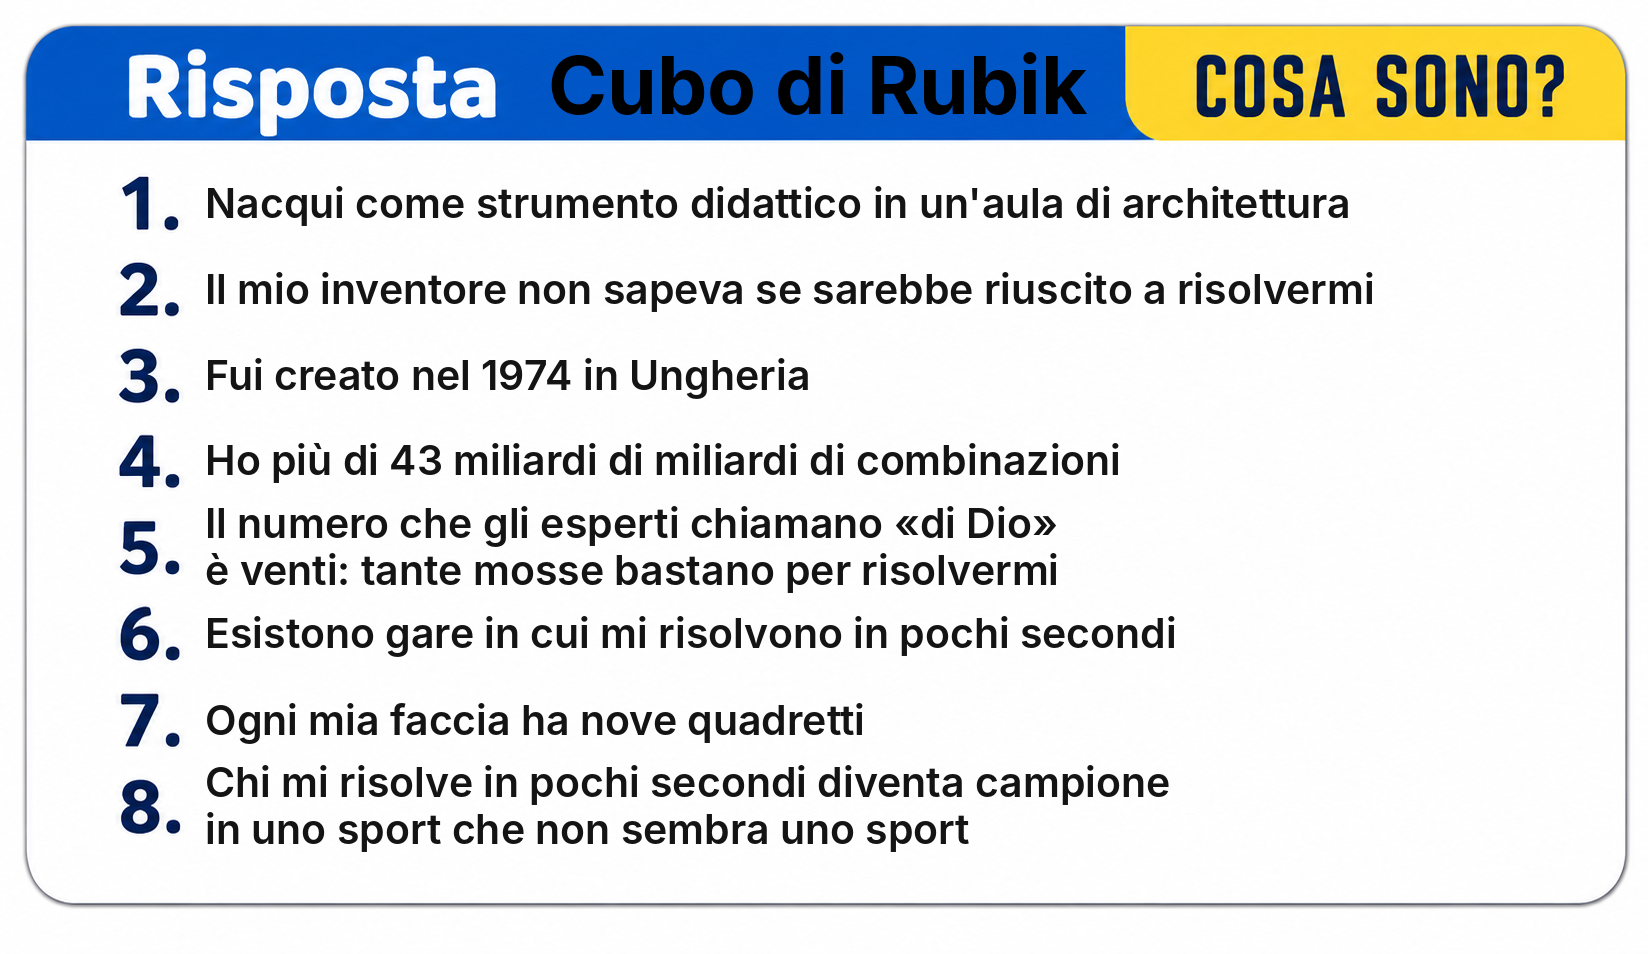 Risposta Cubo di Rubik COSA SONO?
1. Nacqui come strumento didattico in un'aula di architettura
2. Il mio inventore non sapeva se sarebbe riuscito a risolvermi
3. Fui creato nel 1974 in Ungheria
4. Ho più di 43 miliardi di miliardi di combinazioni
5. Il numero che gli esperti chiamano «di Dio»
è venti: tante mosse bastano per risolvermi
6. Esistono gare in cui mi risolvono in pochi secondi
7. Ogni mia faccia ha nove quadretti
8. Chi mi risolve in pochi secondi diventa campione
in uno sport che non sembra uno sport